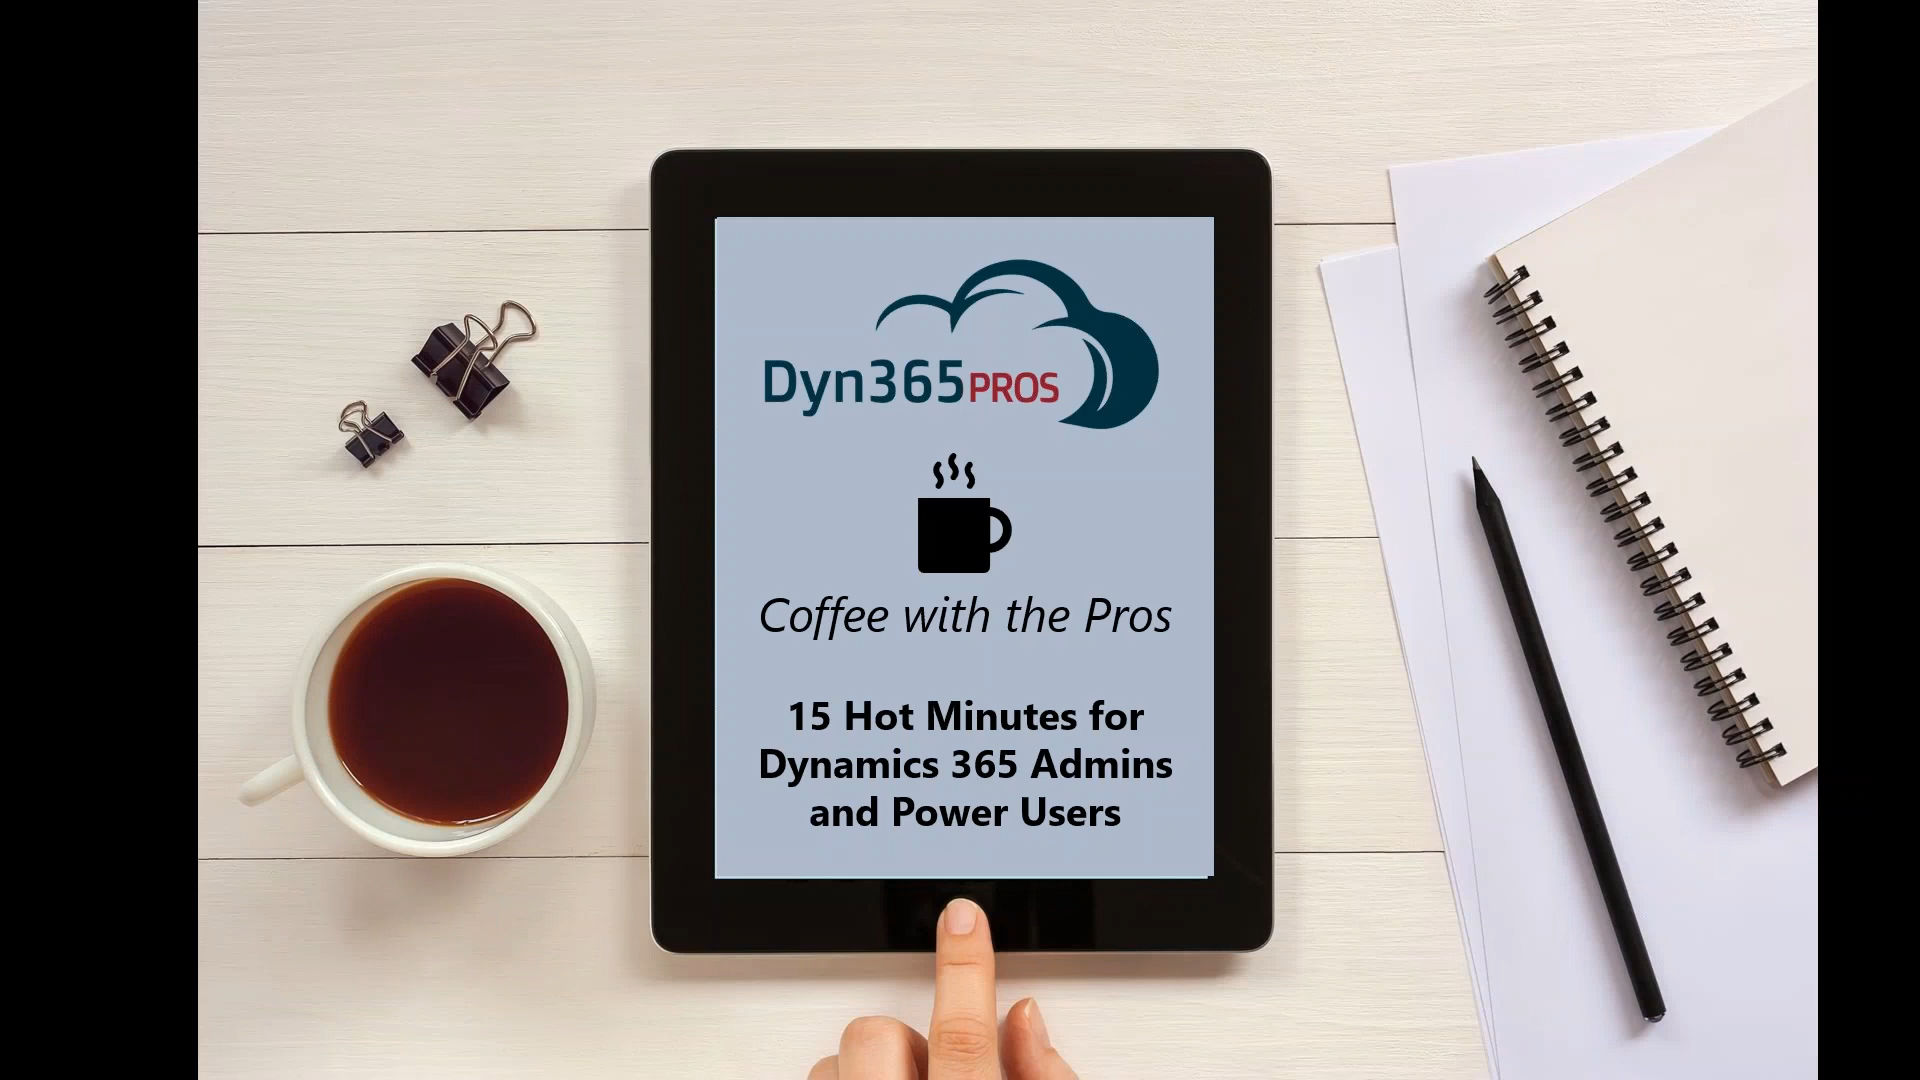 Dyn365PROS
Coffee with the Pros
15 Hot Minutes for
Dynamics 365 Admins
and Power Users